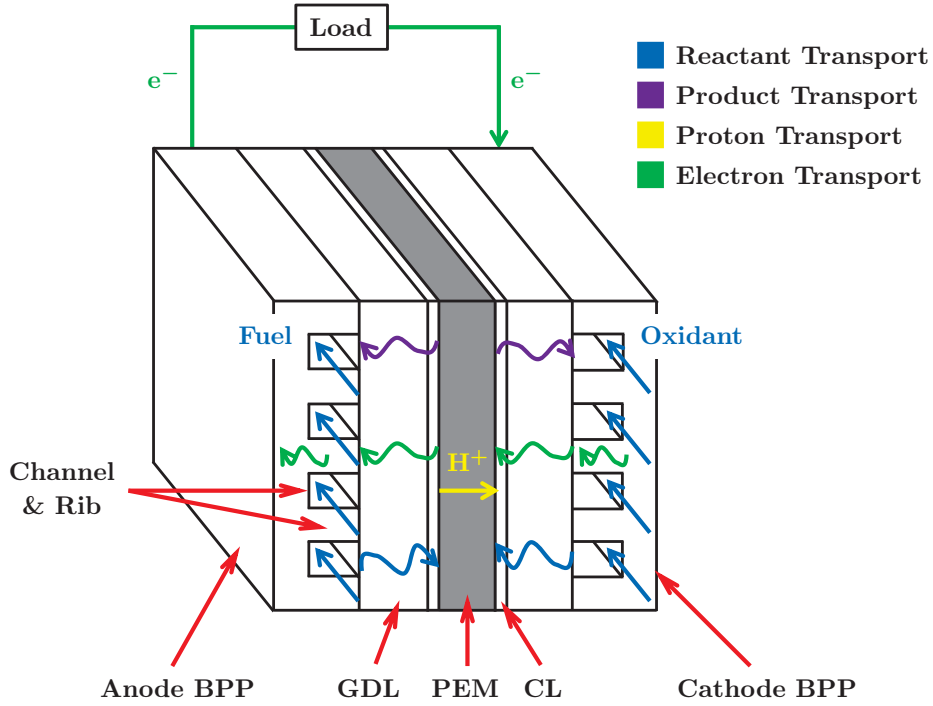 Load
e⁻
e⁻
Reactant Transport
Product Transport
Proton Transport
Electron Transport
Fuel
Oxidant
H⁺
Channel
& Rib
Anode BPP
GDL
PEM
CL
Cathode BPP